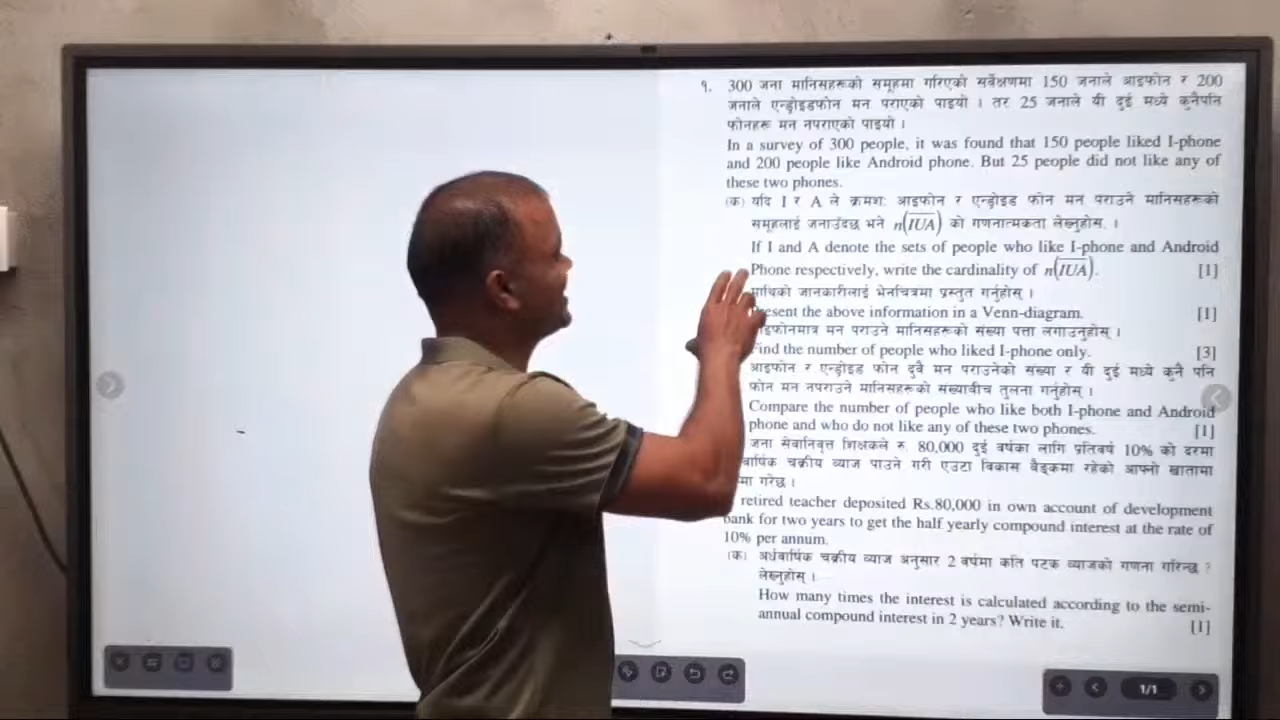 १. 300 जना मानिसहरूको समूहमा गरिएको सर्वेक्षणमा 150 जनाले आइफोन र 200
जनाले एन्ड्रोइडफोन मन पराएको पाइयो । तर 25 जनाले यी दुई मध्ये कुनैपनि
फोनहरू मन नपराएको पाइयो ।
In a survey of 300 people, it was found that 150 people liked I-phone
and 200 people like Android phone. But 25 people did not like any of
these two phones.
(क) यदि I र A ले क्रमशः आइफोन र एन्ड्रोइड फोन मन पराउने मानिसहरूको
समूहलाई जनाउँदछ भने n(\overline{IUA}) को गणनात्मकता लेख्नुहोस् ।
If I and A denote the sets of people who like I-phone and Android
Phone respectively, write the cardinality of n(\overline{IUA}). [1]
माथिको जानकारीलाई भेनचित्रमा प्रस्तुत गर्नुहोस् ।
Present the above information in a Venn-diagram. [1]
मन पराउने मानिसहरूको संख्या पत्ता लगाउनुहोस् ।
Find the number of people who liked I-phone only. [3]
आइफोन र एन्ड्रोइड फोन दुवै मन पराउनेको संख्या र यी दुई मध्ये कुनै पनि
फोन मन नपराउने मानिसहरूको संख्याबीच तुलना गर्नुहोस् ।
Compare the number of people who like both I-phone and Android
phone and who do not like any of these two phones. [1]
जना सेवानिवृत्त शिक्षकले रु. 80,000 दुई वर्षका लागि प्रतिवर्ष 10% को दरमा
चक्रीय व्याज पाउने गरी एउटा विकास बैङ्कमा रहेको आफ्नो खातामा
गरेछ ।
retired teacher deposited Rs.80,000 in own account of development
bank for two years to get the half yearly compound interest at the rate of
10% per annum.
(क) अर्धवार्षिक चक्रीय व्याज अनुसार 2 वर्षमा कति पटक व्याजको गणना गरिन्छ ?
लेख्नुहोस् ।
How many times the interest is calculated according to the semi-
annual compound interest in 2 years? Write it. [1]
1/1